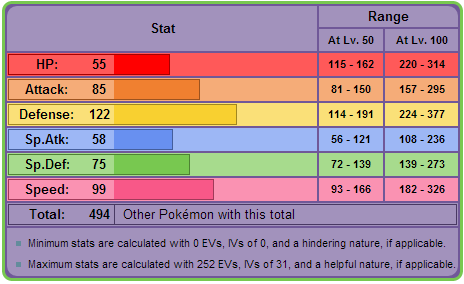 Stat Range
At Lv. 50 At Lv. 100
HP: 55 115 - 162 220 - 314
Attack: 85 81 - 150 157 - 295
Defense: 122 114 - 191 224 - 377
Sp.Atk: 58 56 - 121 108 - 236
Sp.Def: 75 72 - 139 139 - 273
Speed: 99 93 - 166 182 - 326
Total: 494 Other Pokémon with this total
Minimum stats are calculated with 0 EVs, IVs of 0, and a hindering nature, if applicable.
Maximum stats are calculated with 252 EVs, IVs of 31, and a helpful nature, if applicable.